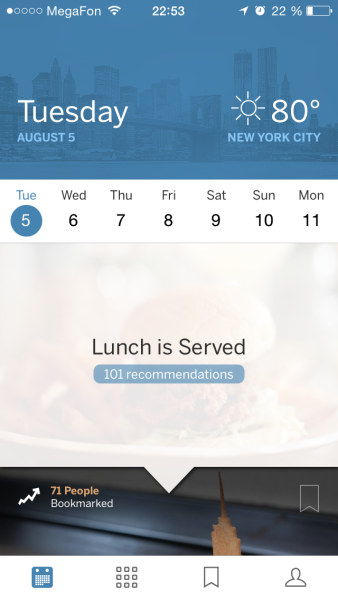 MegaFon 22:53 22 %
Tuesday 80°
AUGUST 5 NEW YORK CITY
Tue Wed Thu Fri Sat Sun Mon
5 6 7 8 9 10 11
Lunch is Served
101 recommendations
71 People
Bookmarked